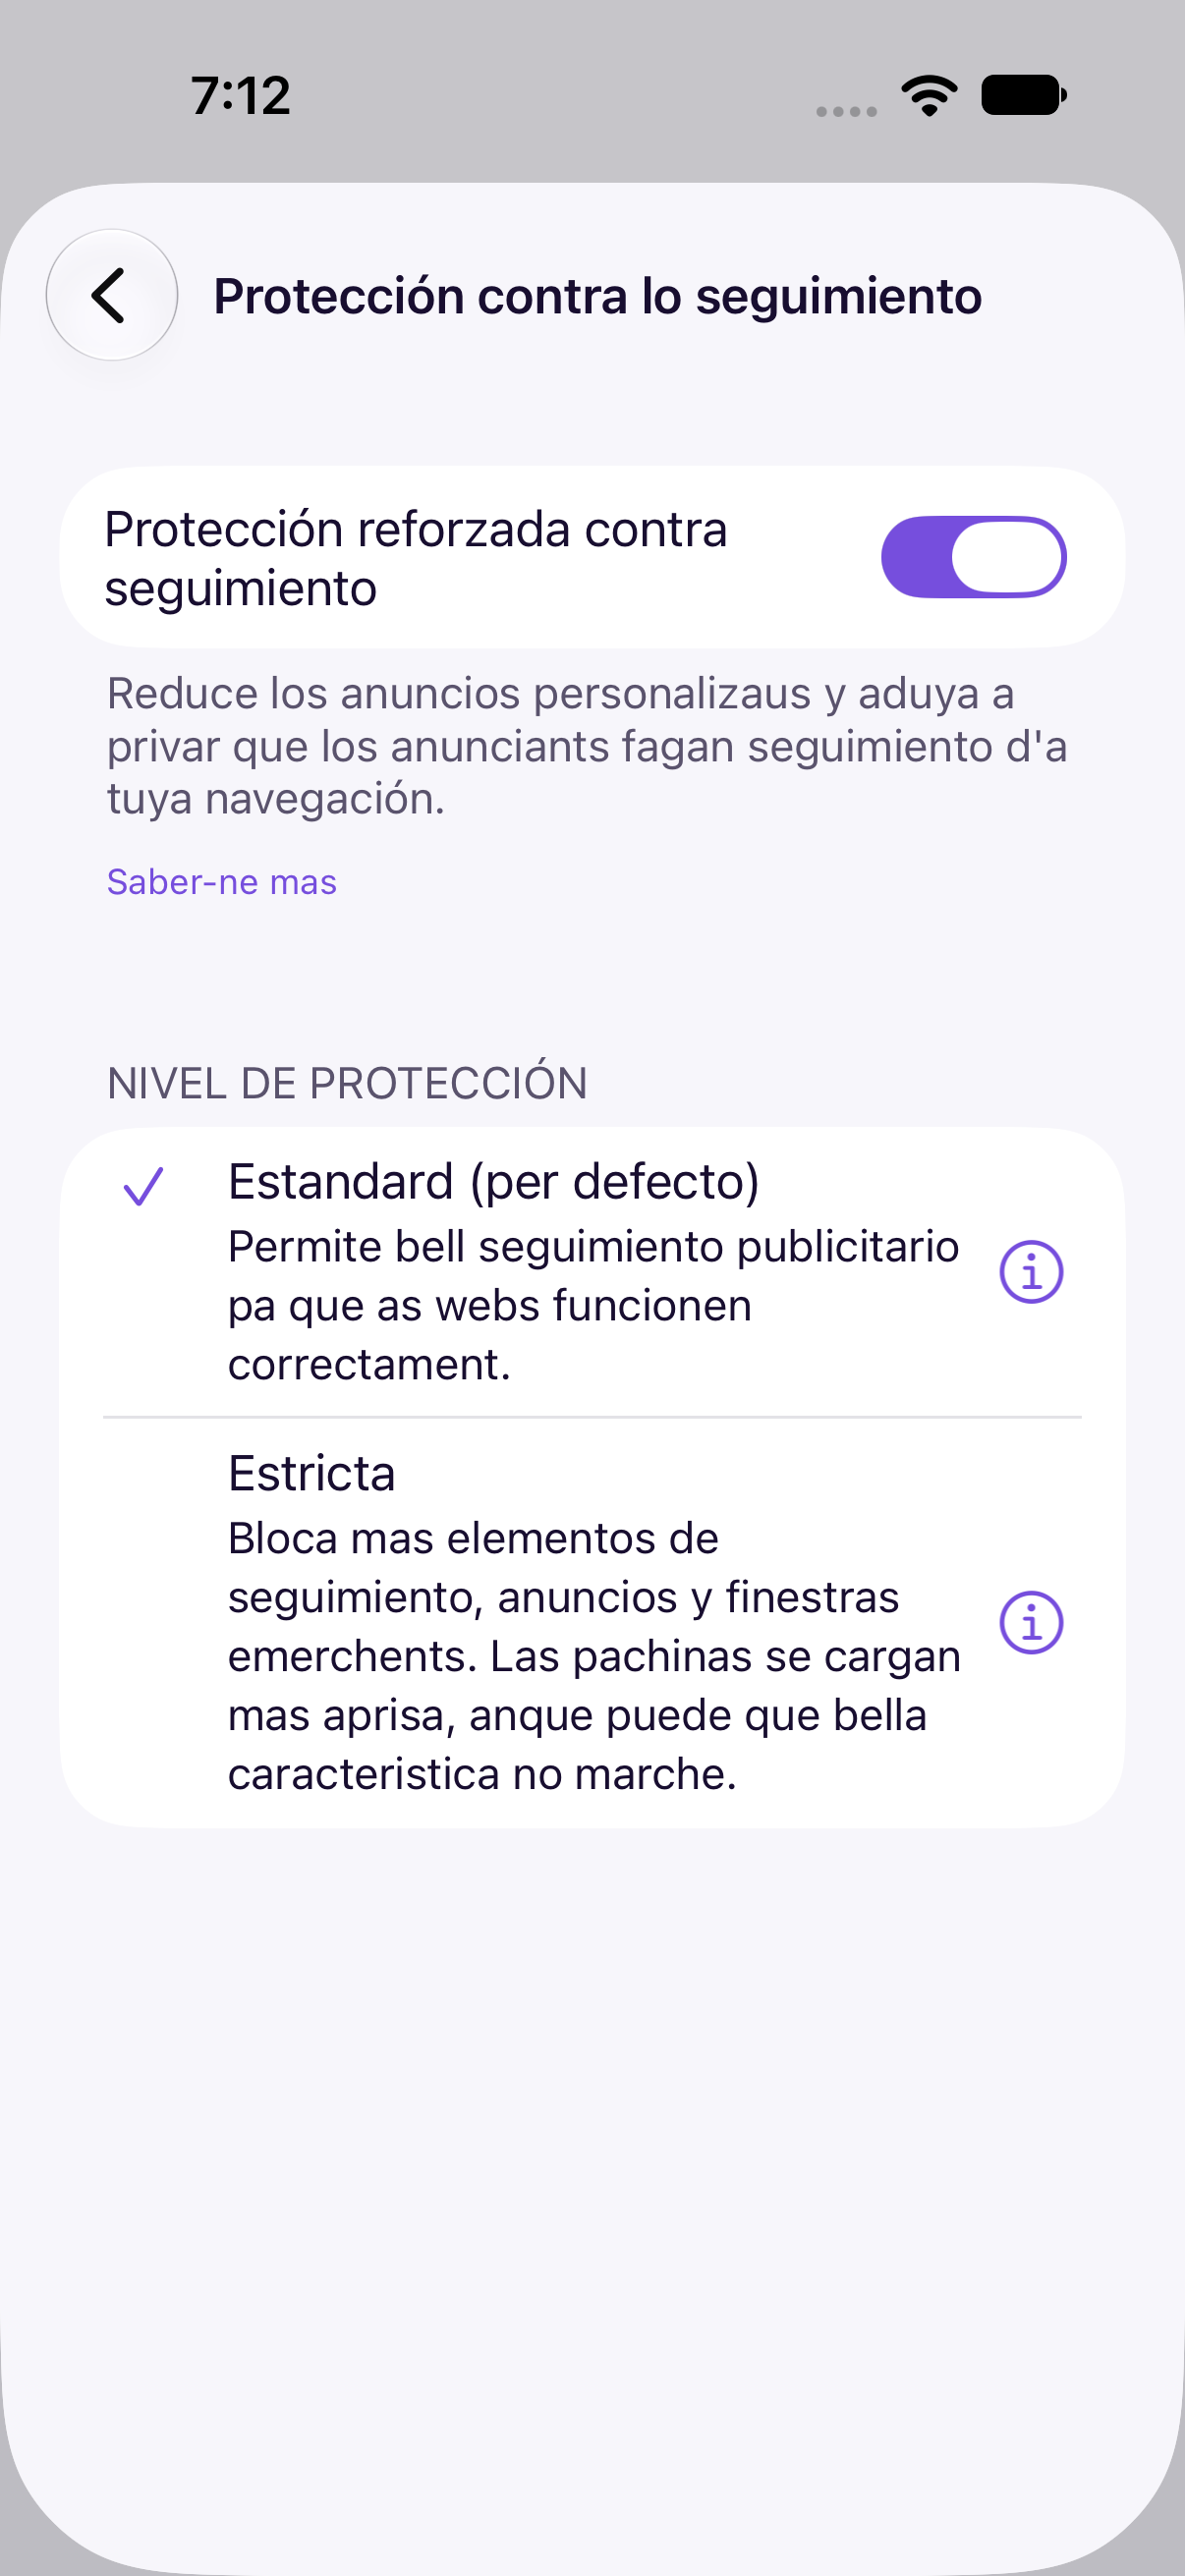 7:12
Protección contra lo seguimiento
Protección reforzada contra
seguimiento
Reduce los anuncios personalizaus y aduya a
privar que los anunciants fagan seguimiento d'a
tuya navegación.
Saber-ne mas
NIVEL DE PROTECCIÓN
Estandard (per defecto)
Permite bell seguimiento publicitario
pa que as webs funcionen
correctament.
Estricta
Bloca mas elementos de
seguimiento, anuncios y finestras
emerchents. Las pachinas se cargan
mas aprisa, anque puede que bella
caracteristica no marche.